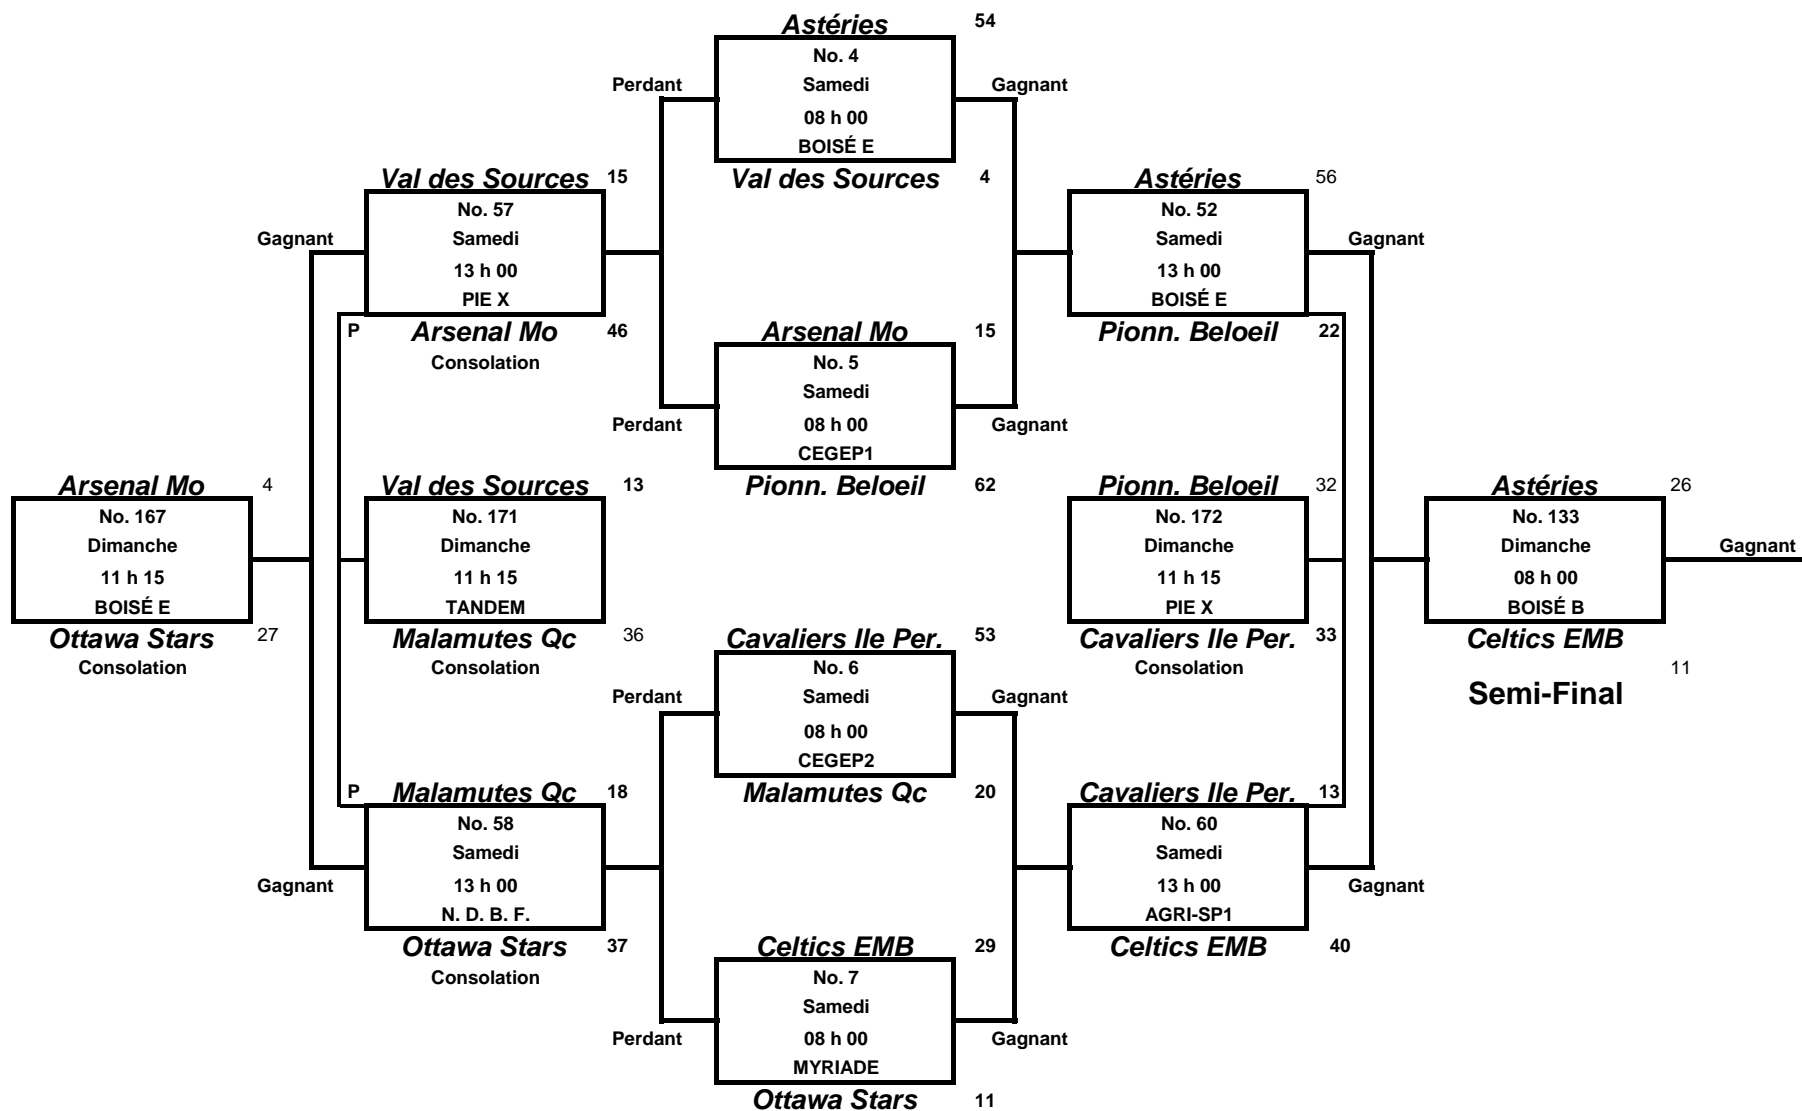 Astéries 54
No. 4
Samedi
08 h 00
BOISÉ E
Val des Sources 4
Perdant
Gagnant
Val des Sources 15
No. 57
Samedi
13 h 00
PIE X
Arsenal Mo 46
Consolation
Gagnant
P
Astéries 56
No. 52
Samedi
13 h 00
BOISÉ E
Pionn. Beloeil 22
Gagnant
Arsenal Mo 15
No. 5
Samedi
08 h 00
CEGEP1
Pionn. Beloeil 62
Perdant
Gagnant
Arsenal Mo 4
No. 167
Dimanche
11 h 15
BOISÉ E
Ottawa Stars 27
Consolation
Val des Sources 13
No. 171
Dimanche
11 h 15
TANDEM
Malamutes Qc 36
Consolation
Pionn. Beloeil 32
No. 172
Dimanche
11 h 15
PIE X
Cavaliers Ile Per. 33
Consolation
Astéries 26
No. 133
Dimanche
08 h 00
BOISÉ B
Celtics EMB
11
Semi-Final
Gagnant
Cavaliers Ile Per. 53
No. 6
Samedi
08 h 00
CEGEP2
Malamutes Qc 20
Perdant
Gagnant
P
Malamutes Qc 18
No. 58
Samedi
13 h 00
N. D. B. F.
Ottawa Stars 37
Consolation
Gagnant
Cavaliers Ile Per. 13
No. 60
Samedi
13 h 00
AGRI-SP1
Celtics EMB 40
Gagnant
Celtics EMB 29
No. 7
Samedi
08 h 00
MYRIADE
Ottawa Stars 11
Perdant
Gagnant